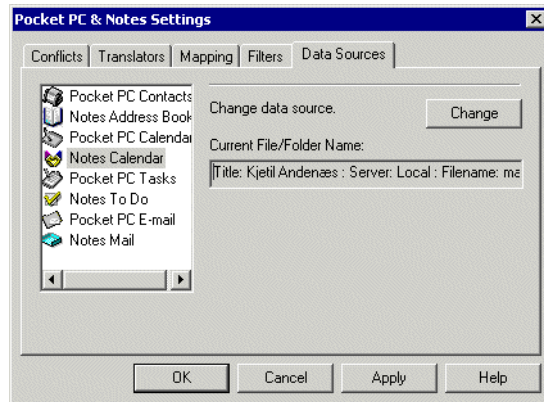 Pocket PC & Notes Settings
Conflicts Translators Mapping Filters Data Sources
Pocket PC Contacts
Notes Address Book
Pocket PC Calendar
Notes Calendar
Pocket PC Tasks
Notes To Do
Pocket PC E-mail
Notes Mail
Change data source.
Change
Current File/Folder Name:
Title: Kjetil Andenæs : Server: Local : Filename: ma
OK Cancel Apply Help